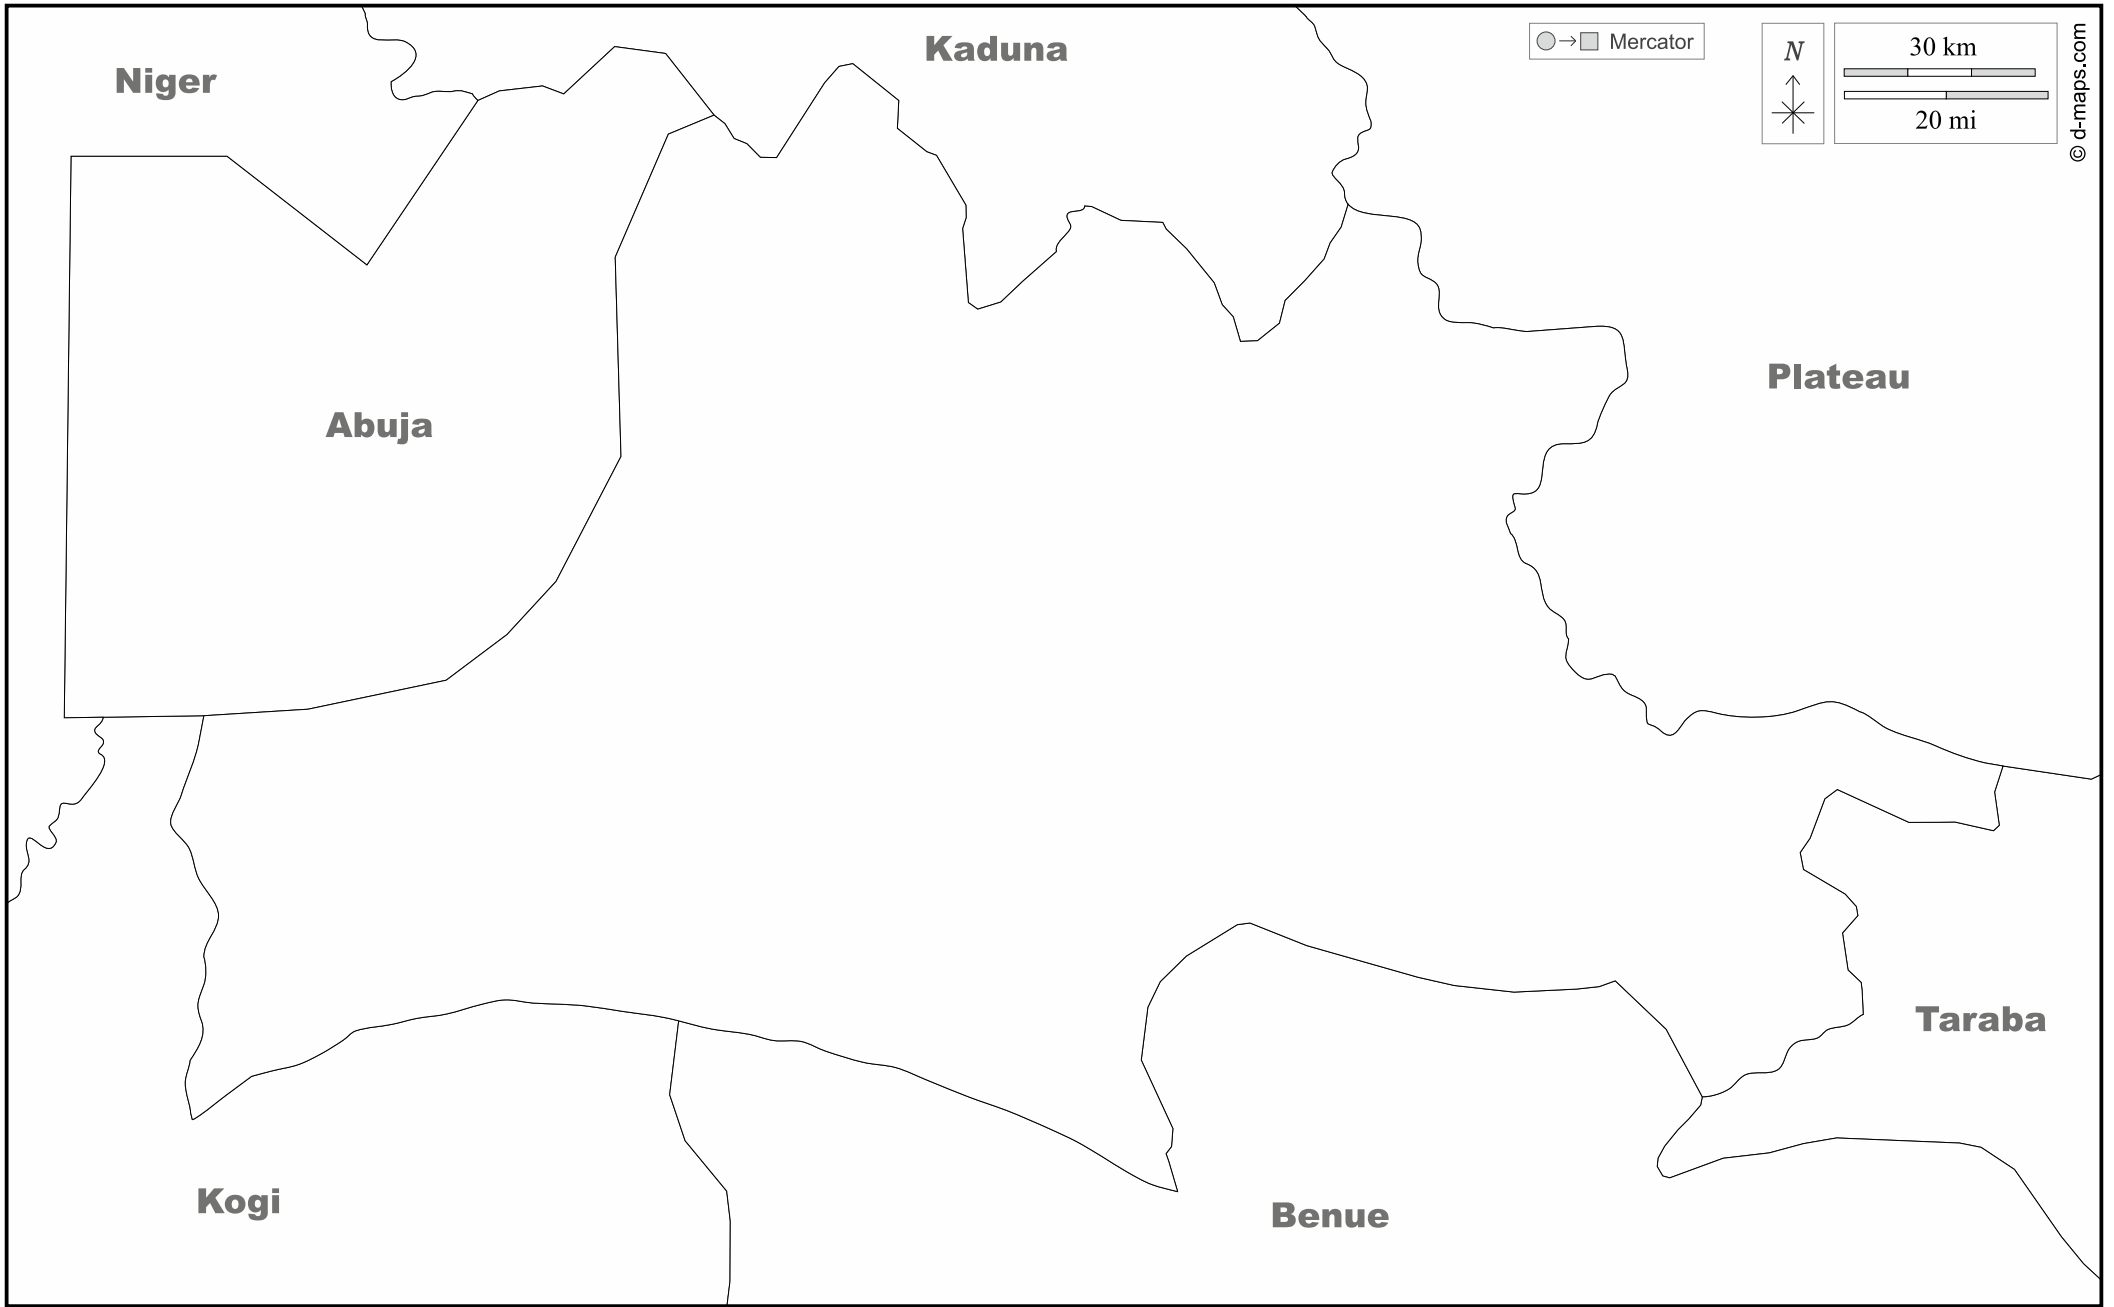 Niger
Kaduna
Mercator
N
30 km
20 mi
© d-maps.com
Plateau
Abuja
Taraba
Kogi
Benue